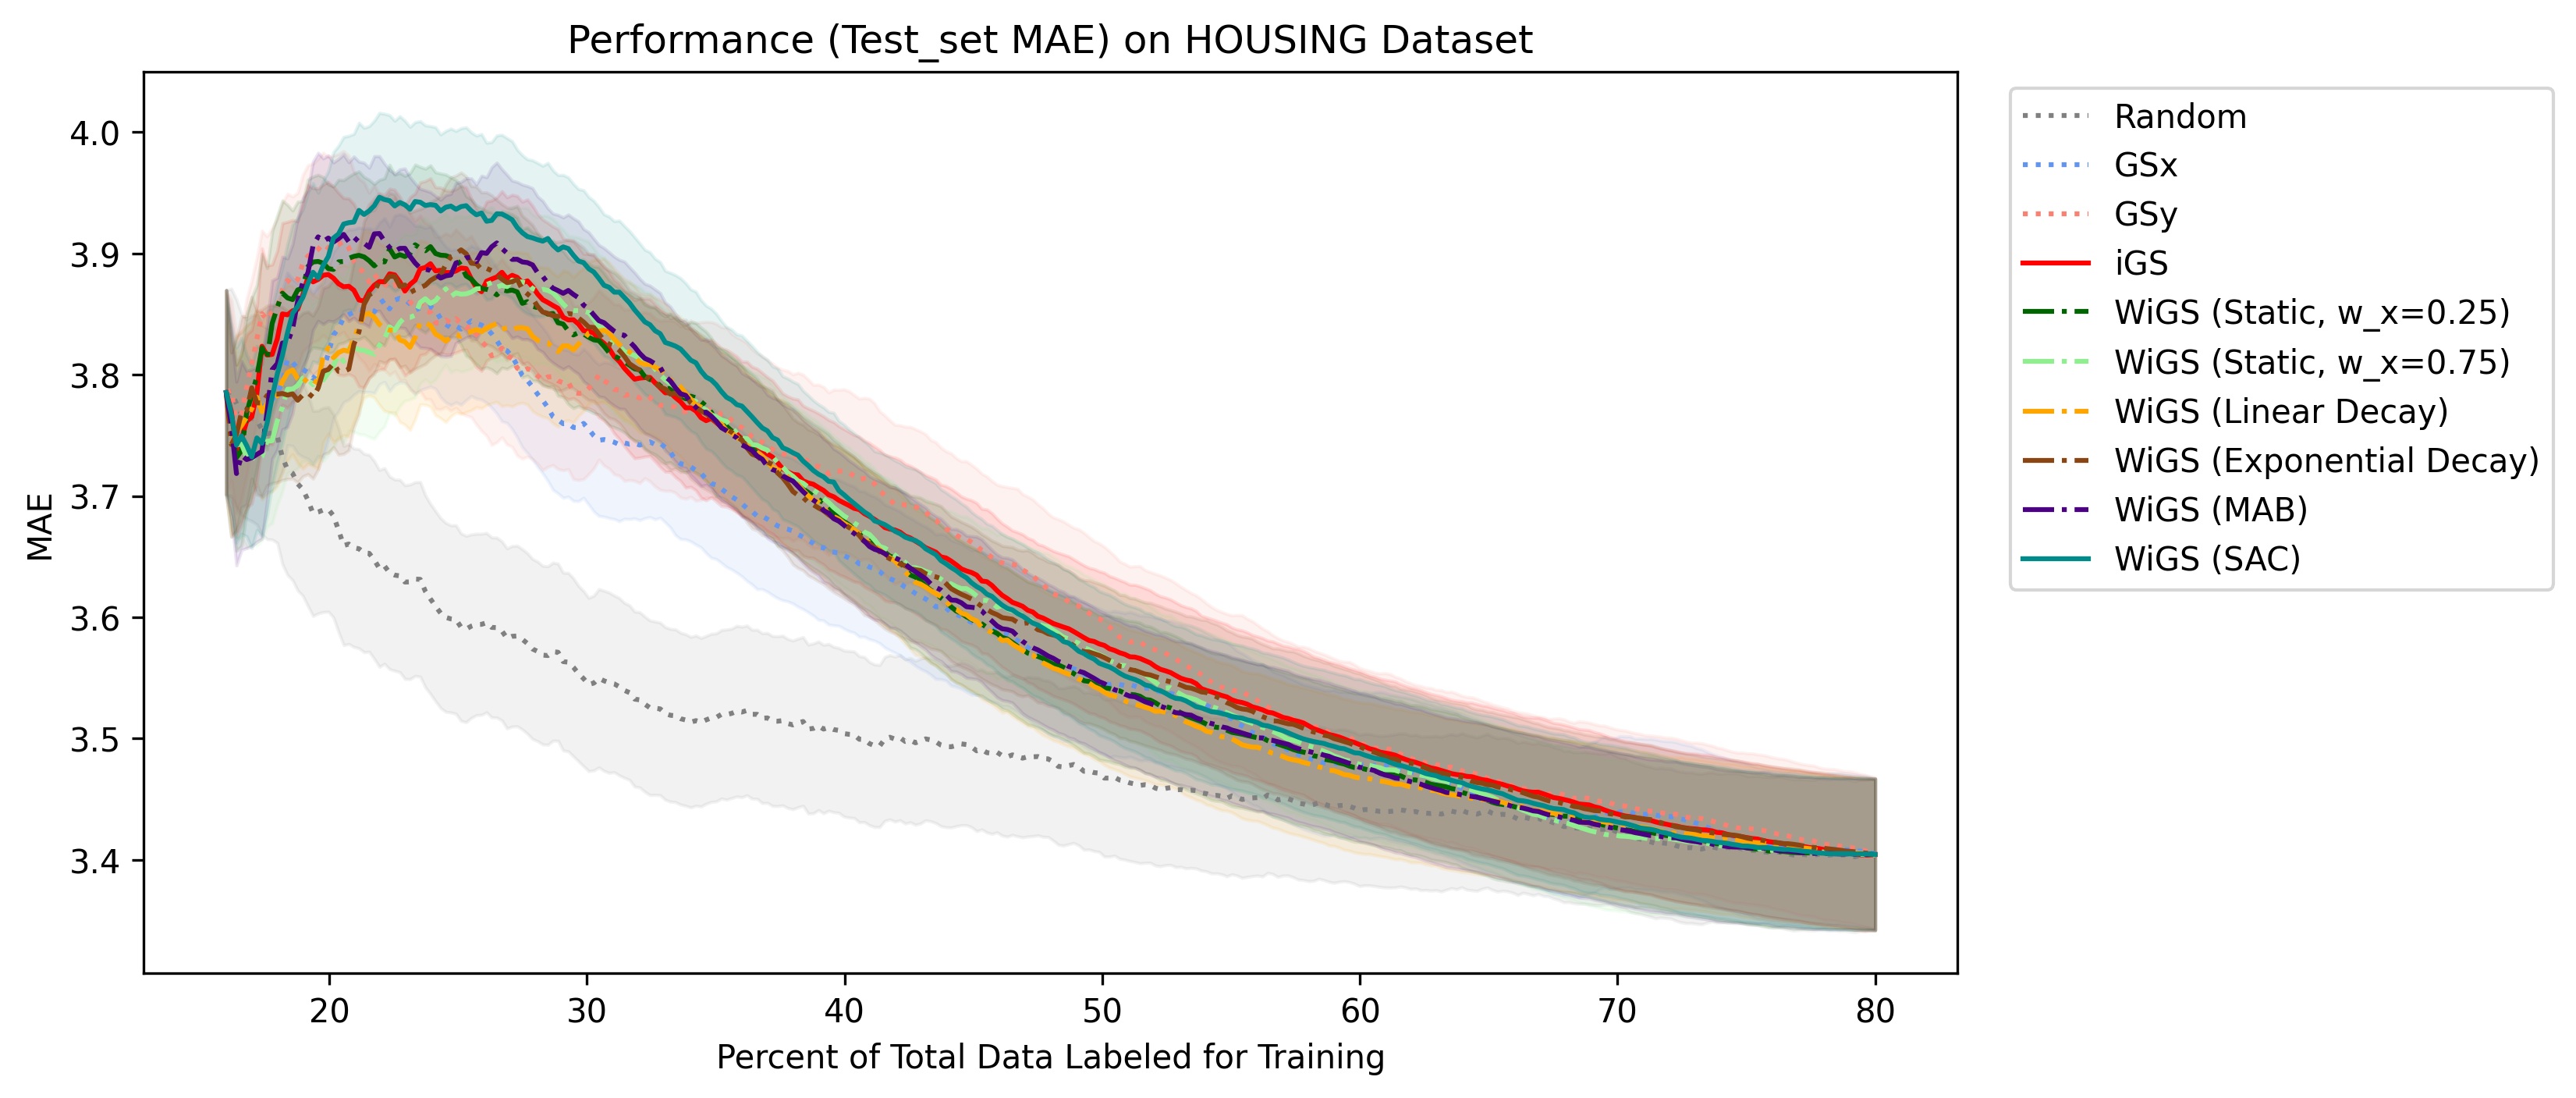 Performance (Test_set MAE) on HOUSING Dataset
MAE
4.0
3.9
3.8
3.7
3.6
3.5
3.4
20 30 40 50 60 70 80
Percent of Total Data Labeled for Training
Random
GSx
GSy
iGS
WiGS (Static, w_x=0.25)
WiGS (Static, w_x=0.75)
WiGS (Linear Decay)
WiGS (Exponential Decay)
WiGS (MAB)
WiGS (SAC)